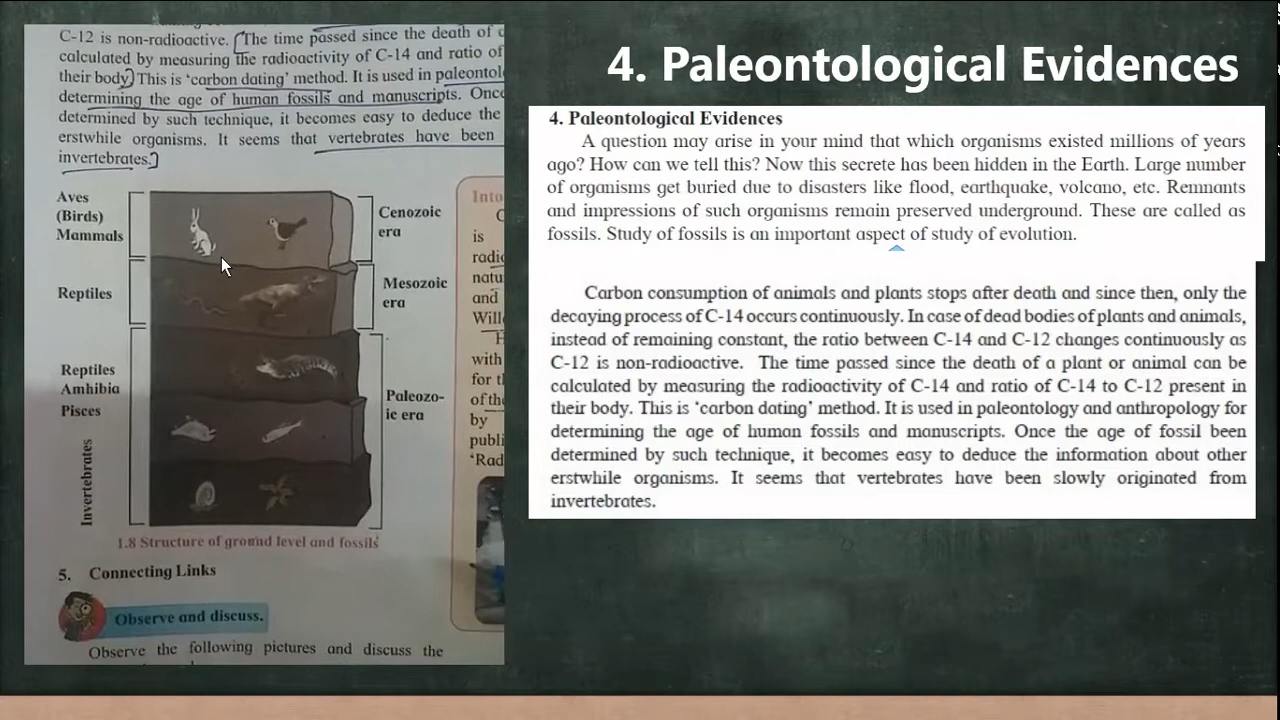 C-12 is non-radioactive. The time passed since the death of
calculated by measuring the radioactivity of C-14 and ratio of
their body. This is ‘carbon dating’ method. It is used in paleontol
determining the age of human fossils and manuscripts. Once
determined by such technique, it becomes easy to deduce the
erstwhile organisms. It seems that vertebrates have been
invertebrates.
Aves
(Birds)
Mammals
Reptiles
Reptiles
Amhibia
Pisces
Invertebrates
Cenozoic
era
Mesozoic
era
Paleozo-
ic era
1.8 Structure of ground level and fossils
Into
is
radio
natu
and
Will
with
for th
of the
by
publi
‘Rad
5. Connecting Links
Observe and discuss.
Observe the following pictures and discuss the
4. Paleontological Evidences
4. Paleontological Evidences
A question may arise in your mind that which organisms existed millions of years
ago? How can we tell this? Now this secrete has been hidden in the Earth. Large number
of organisms get buried due to disasters like flood, earthquake, volcano, etc. Remnants
and impressions of such organisms remain preserved underground. These are called as
fossils. Study of fossils is an important aspect of study of evolution.
Carbon consumption of animals and plants stops after death and since then, only the
decaying process of C-14 occurs continuously. In case of dead bodies of plants and animals,
instead of remaining constant, the ratio between C-14 and C-12 changes continuously as
C-12 is non-radioactive. The time passed since the death of a plant or animal can be
calculated by measuring the radioactivity of C-14 and ratio of C-14 to C-12 present in
their body. This is ‘carbon dating’ method. It is used in paleontology and anthropology for
determining the age of human fossils and manuscripts. Once the age of fossil been
determined by such technique, it becomes easy to deduce the information about other
erstwhile organisms. It seems that vertebrates have been slowly originated from
invertebrates.